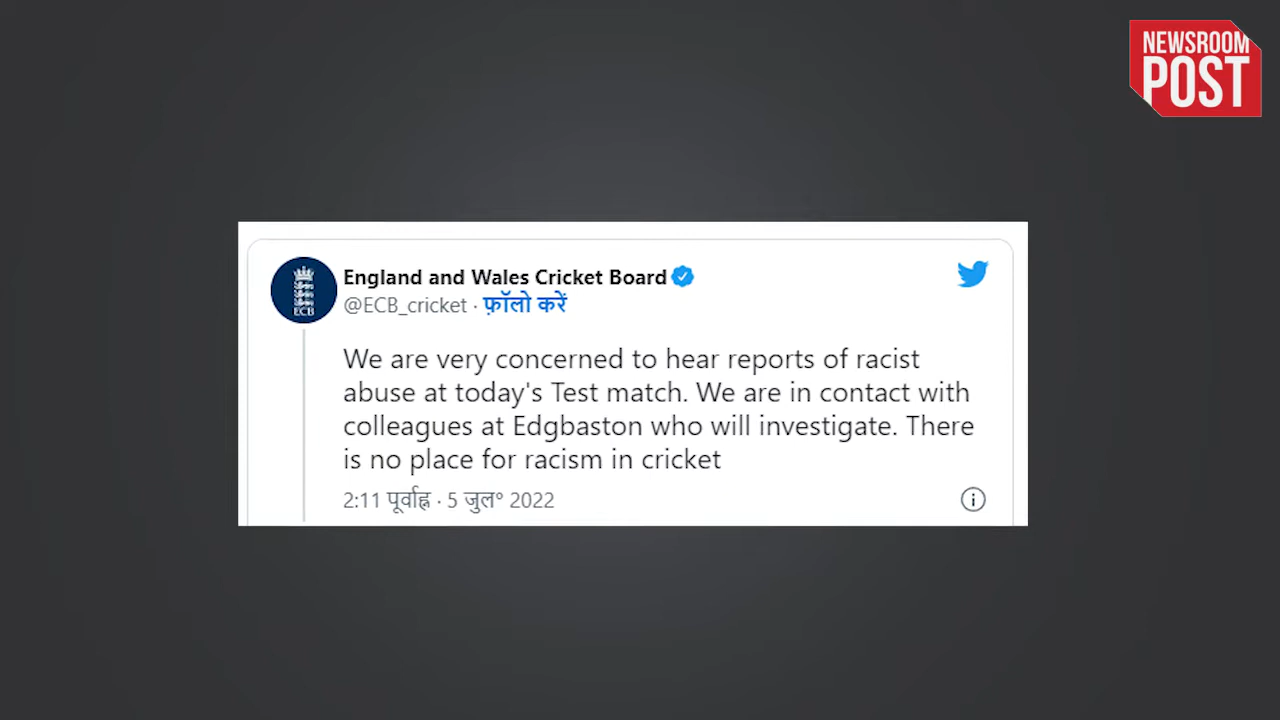 NEWSROOM
POST
England and Wales Cricket Board
@ECB_cricket · फ़ॉलो करें
ECB
We are very concerned to hear reports of racist
abuse at today's Test match. We are in contact with
colleagues at Edgbaston who will investigate. There
is no place for racism in cricket
2:11 पूर्वाह्न · 5 जुल॰ 2022